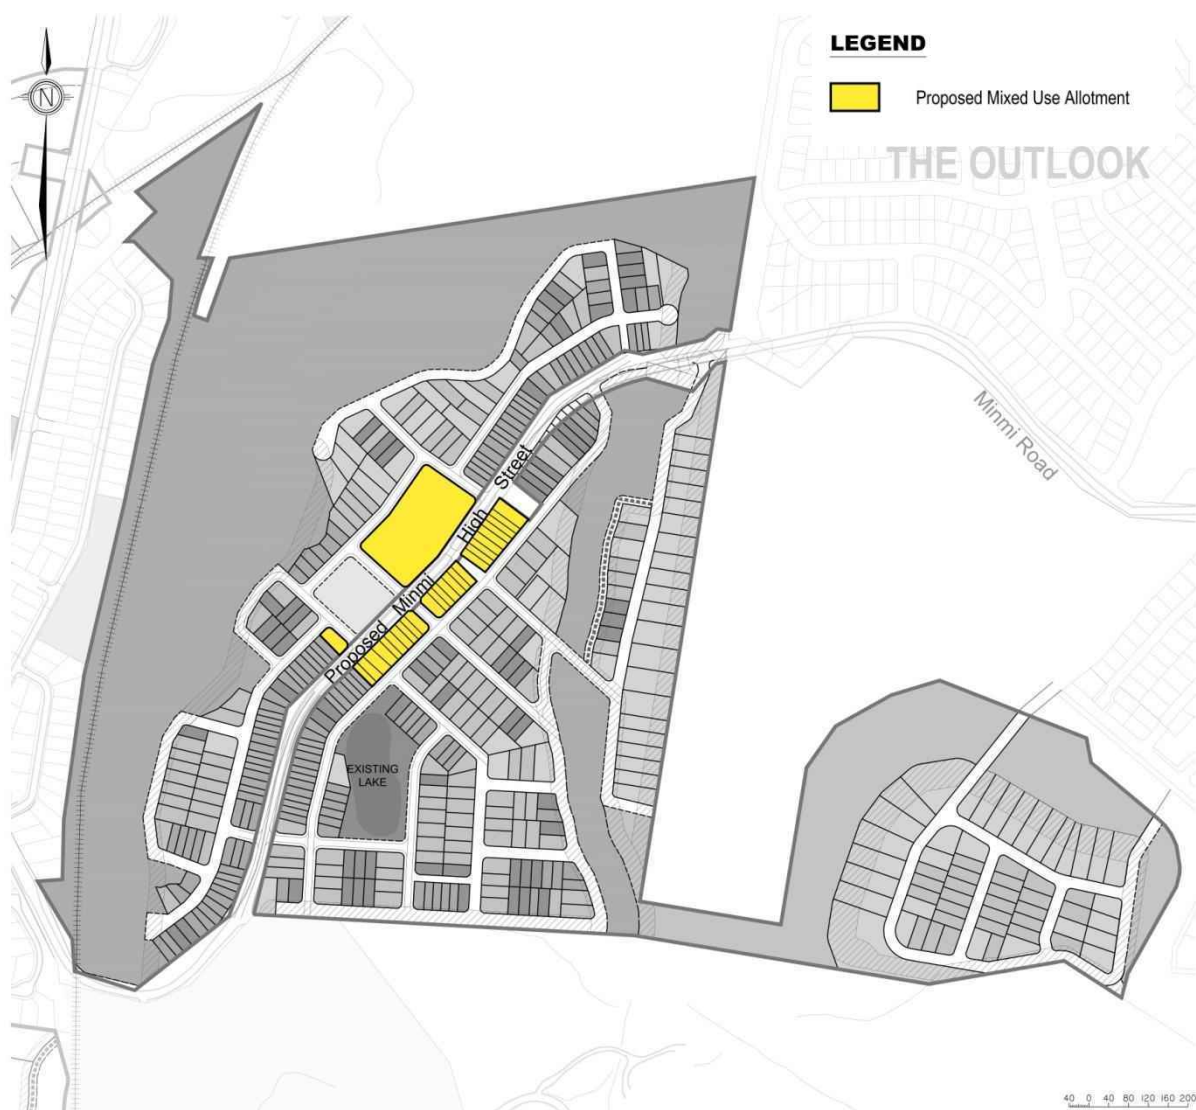 LEGEND
N
Proposed Mixed Use Allotment
THE OUTLOOK
Minmi Road
Proposed Minmi High Street
EXISTING
LAKE
40 0 40 80 120 160 200